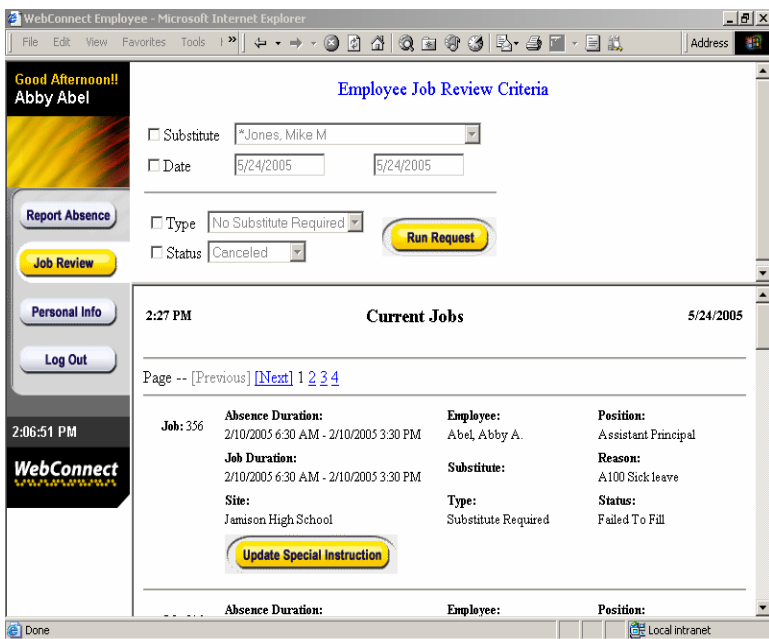 WebConnect Employee - Microsoft Internet Explorer
File Edit View Favorites Tools
Address
Good Afternoon!!
Abby Abel
Employee Job Review Criteria
Substitute *Jones, Mike M
Date 5/24/2005 5/24/2005
Type No Substitute Required
Status Canceled
Run Request
Report Absence
Job Review
Personal Info
Log Out
2:06:51 PM
WebConnect
2:27 PM Current Jobs 5/24/2005
Page -- [Previous] [Next] 1 2 3 4
Job: 356
Absence Duration: Employee: Position:
2/10/2005 6:30 AM - 2/10/2005 3:30 PM Abel, Abby A. Assistant Principal
Job Duration: Substitute: Reason:
2/10/2005 6:30 AM - 2/10/2005 3:30 PM A100 Sick leave
Site: Type: Status:
Jamison High School Substitute Required Failed To Fill
Update Special Instruction
Absence Duration: Employee: Position:
Done Local intranet